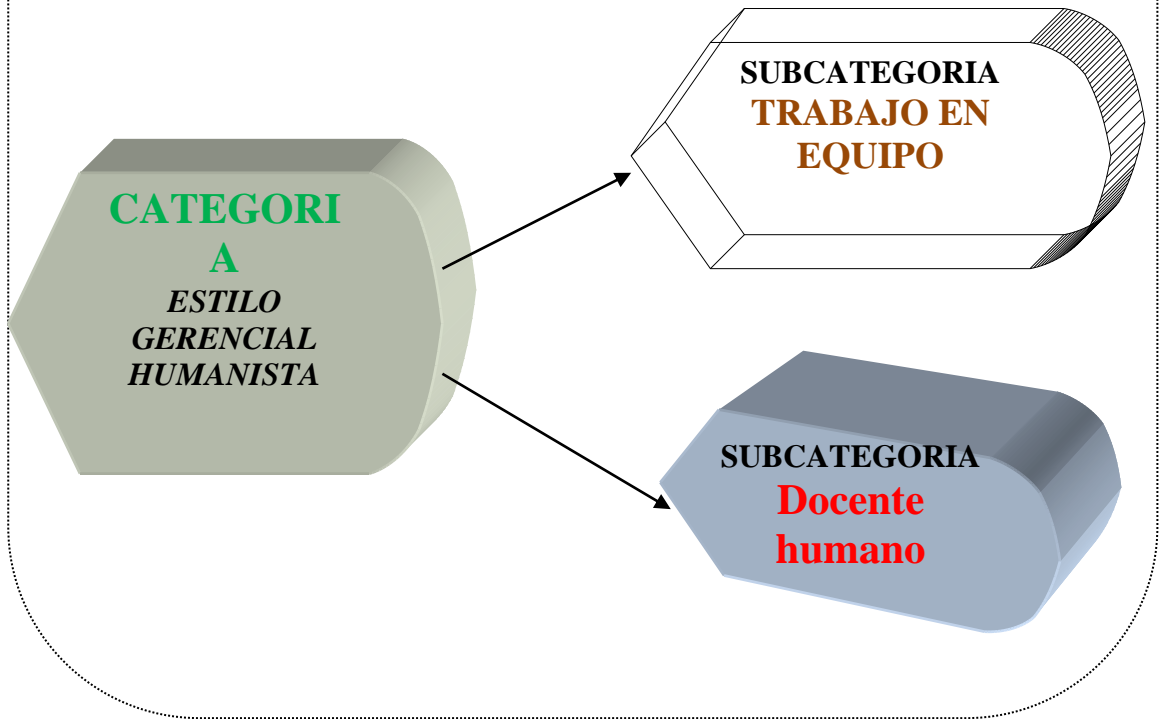 CATEGORI
A
ESTILO
GERENCIAL
HUMANISTA
SUBCATEGORIA
TRABAJO EN
EQUIPO
SUBCATEGORIA
Docente
humano